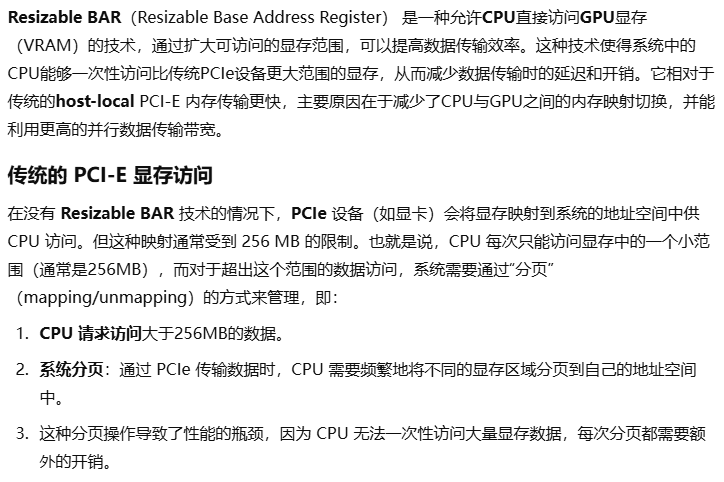 Resizable BAR（Resizable Base Address Register） 是一种允许CPU直接访问GPU显存
（VRAM）的技术，通过扩大可访问的显存范围，可以提高数据传输效率。这种技术使得系统中的
CPU能够一次性访问比传统PCIe设备更大范围的显存，从而减少数据传输时的延迟和开销。它相对于
传统的host-local PCI-E 内存传输更快，主要原因在于减少了CPU与GPU之间的内存映射切换，并能
利用更高的并行数据传输带宽。
传统的 PCI-E 显存访问
在没有 Resizable BAR 技术的情况下，PCIe 设备（如显卡）会将显存映射到系统的地址空间中供
CPU 访问。但这种映射通常受到 256 MB 的限制。也就是说，CPU 每次只能访问显存中的一个小范
围（通常是256MB），而对于超出这个范围的数据访问，系统需要通过“分页”
（mapping/unmapping）的方式来管理，即：
1. CPU 请求访问大于256MB的数据。
2. 系统分页：通过 PCIe 传输数据时，CPU 需要频繁地将不同的显存区域分页到自己的地址空间
中。
3. 这种分页操作导致了性能的瓶颈，因为 CPU 无法一次性访问大量显存数据，每次分页都需要额
外的开销。